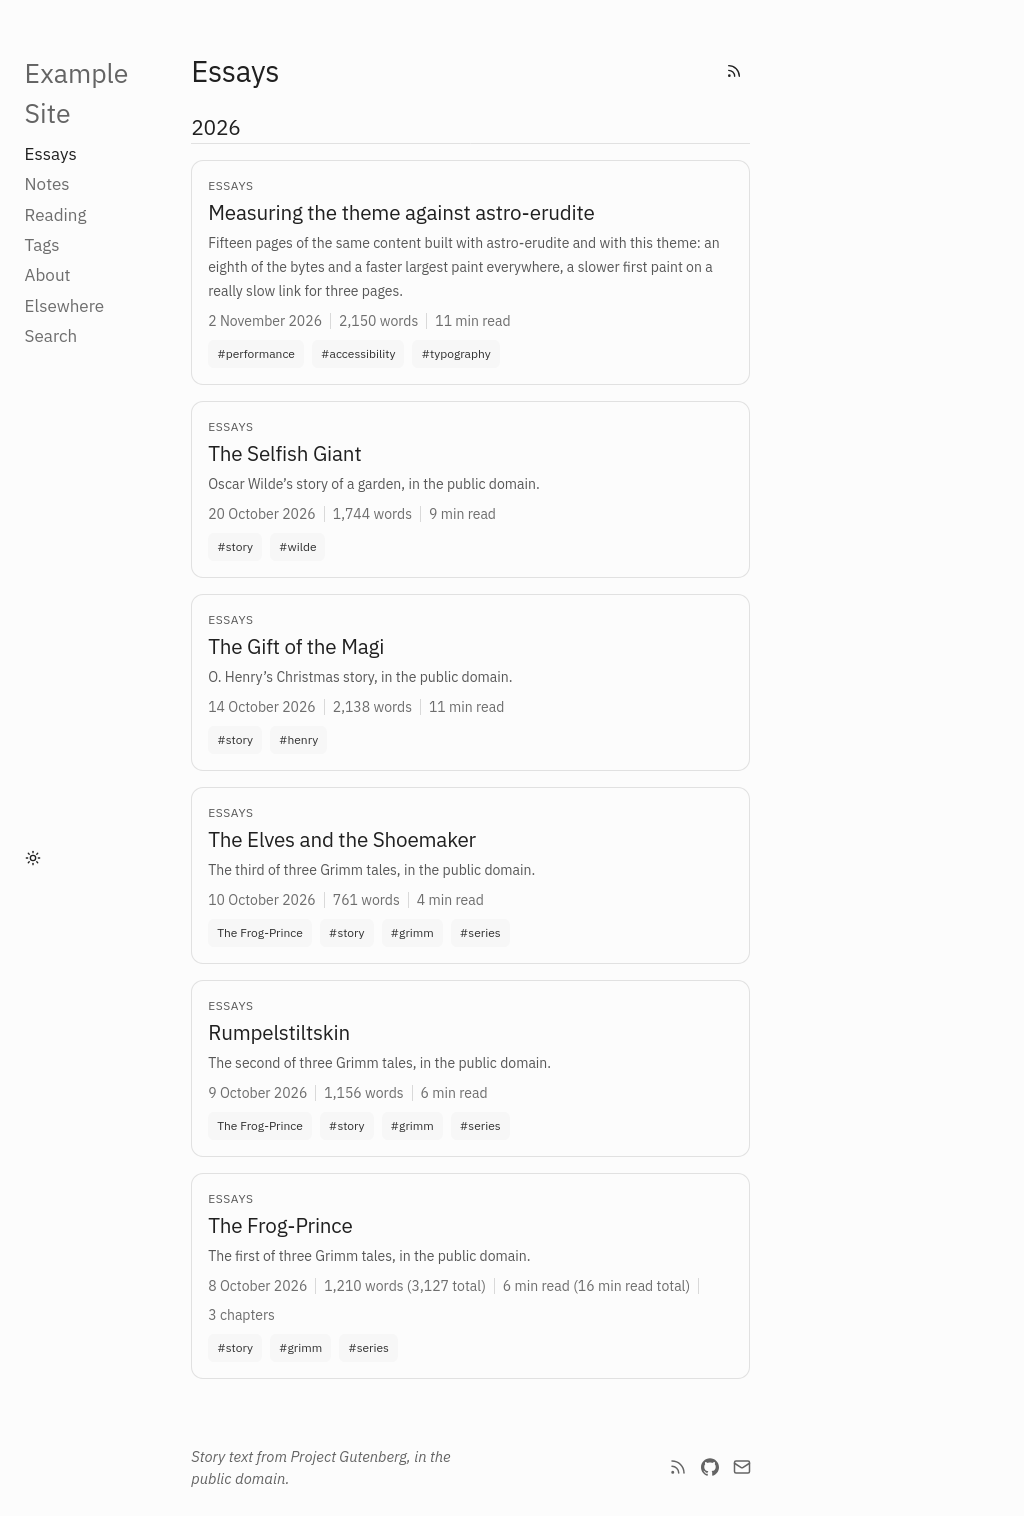 Example
Site
Essays
Notes
Reading
Tags
About
Elsewhere
Search
Essays
2026
ESSAYS
Measuring the theme against astro-erudite
Fifteen pages of the same content built with astro-erudite and with this theme: an
eighth of the bytes and a faster largest paint everywhere, a slower first paint on a
really slow link for three pages.
2 November 2026 | 2,150 words | 11 min read
#performance #accessibility #typography
ESSAYS
The Selfish Giant
Oscar Wilde’s story of a garden, in the public domain.
20 October 2026 | 1,744 words | 9 min read
#story #wilde
ESSAYS
The Gift of the Magi
O. Henry’s Christmas story, in the public domain.
14 October 2026 | 2,138 words | 11 min read
#story #henry
ESSAYS
The Elves and the Shoemaker
The third of three Grimm tales, in the public domain.
10 October 2026 | 761 words | 4 min read
The Frog-Prince #story #grimm #series
ESSAYS
Rumpelstiltskin
The second of three Grimm tales, in the public domain.
9 October 2026 | 1,156 words | 6 min read
The Frog-Prince #story #grimm #series
ESSAYS
The Frog-Prince
The first of three Grimm tales, in the public domain.
8 October 2026 | 1,210 words (3,127 total) | 6 min read (16 min read total) |
3 chapters
#story #grimm #series
Story text from Project Gutenberg, in the
public domain.